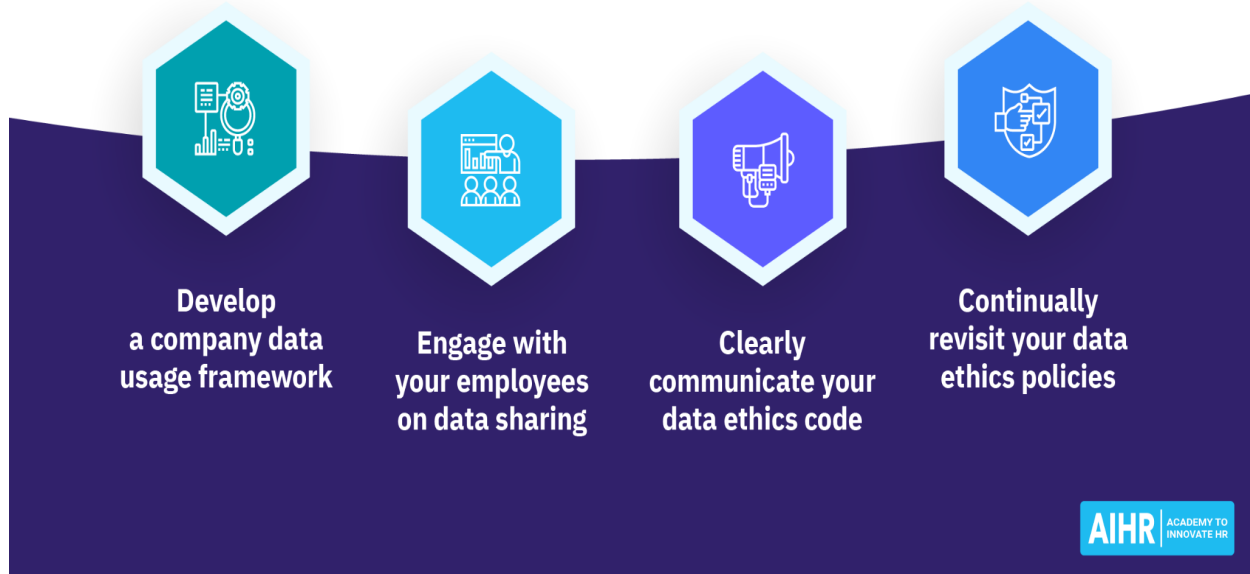 Develop
a company data
usage framework
Engage with
your employees
on data sharing
Clearly
communicate your
data ethics code
Continually
revisit your data
ethics policies
AIHR
ACADEMY TO
INNOVATE HR